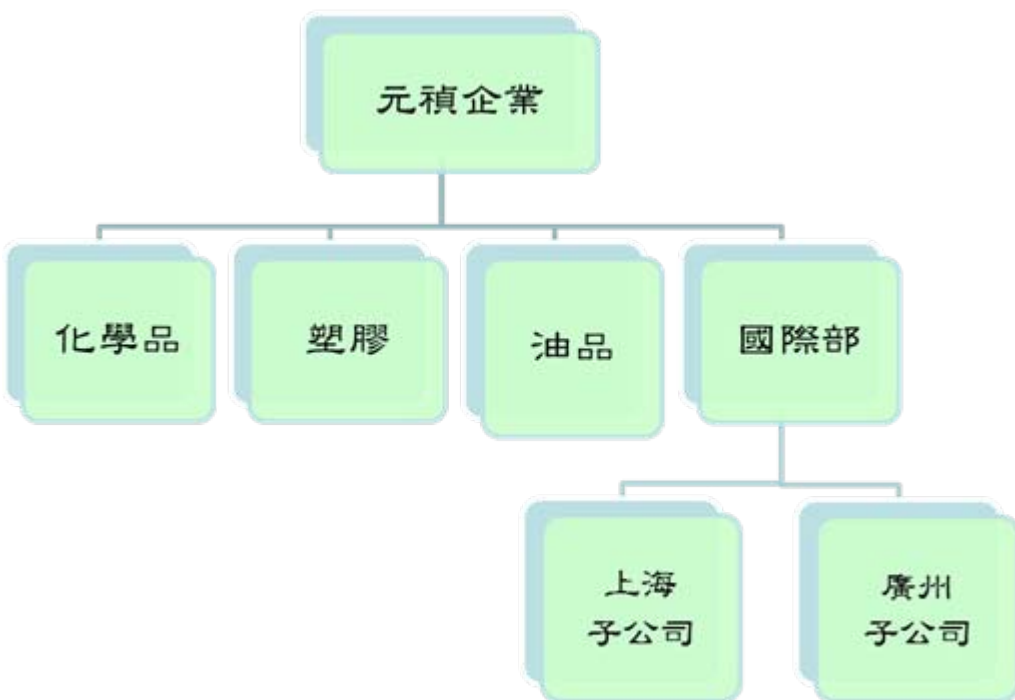 元禎企業
化學品
塑膠
油品
國際部
上海
子公司
廣州
子公司